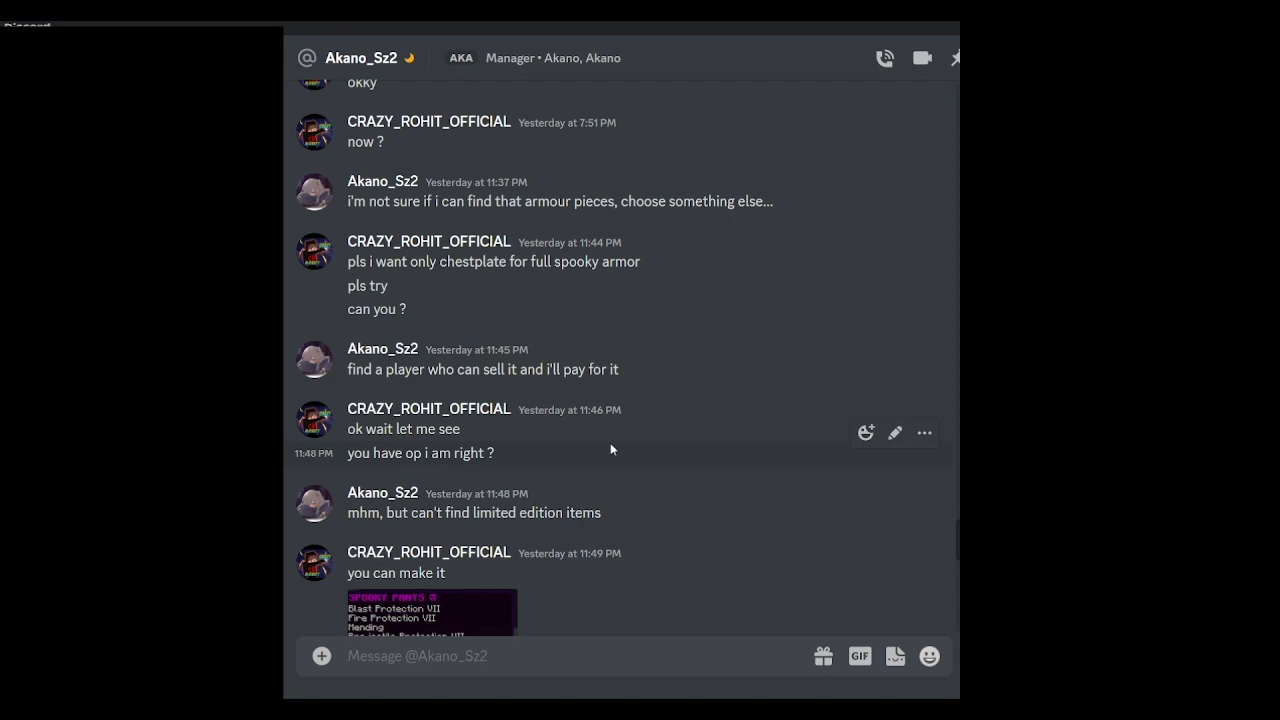 Discord
Akano_Sz2 AKA Manager • Akano, Akano
okky
CRAZY_ROHIT_OFFICIAL Yesterday at 7:51 PM
now ?
Akano_Sz2 Yesterday at 11:37 PM
i'm not sure if i can find that armour pieces, choose something else...
CRAZY_ROHIT_OFFICIAL Yesterday at 11:44 PM
pls i want only chestplate for full spooky armor
pls try
can you ?
Akano_Sz2 Yesterday at 11:45 PM
find a player who can sell it and i'll pay for it
CRAZY_ROHIT_OFFICIAL Yesterday at 11:46 PM
ok wait let me see
11:48 PM you have op i am right ?
Akano_Sz2 Yesterday at 11:48 PM
mhm, but can't find limited edition items
CRAZY_ROHIT_OFFICIAL Yesterday at 11:49 PM
you can make it
SPOOKY PANTS
Blast Protection VII
Fire Protection VII
Mending
Projectile Protection VII
Message @Akano_Sz2
GIF